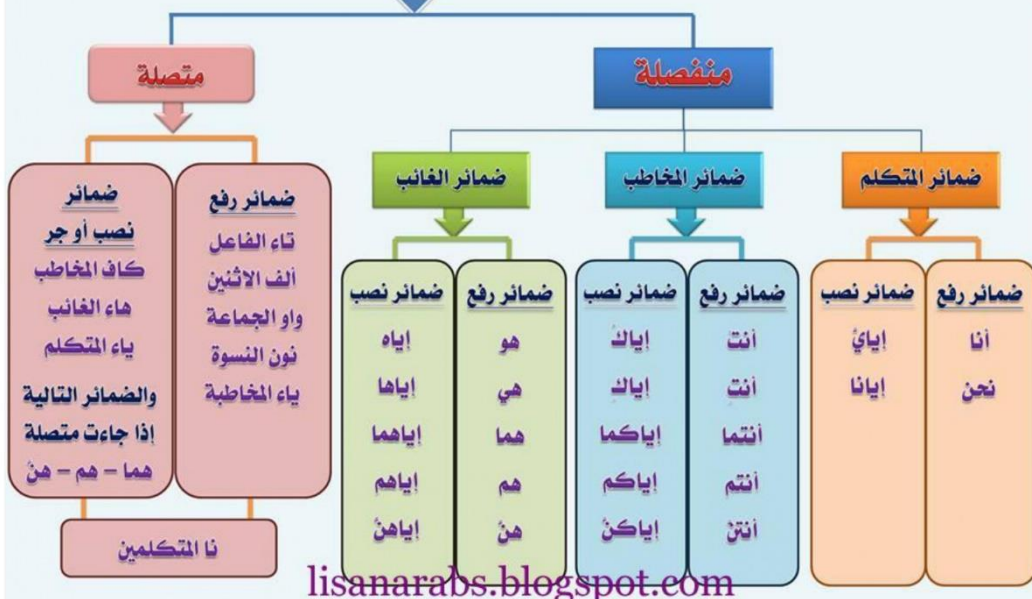 منفصلة
متصلة
ضمائر المتكلم
ضمائر المخاطب
ضمائر الغائب
ضمائر رفع
أنا
نحن
ضمائر نصب
إيايَ
إيانا
ضمائر رفع
أنتَ
أنتِ
أنتما
أنتم
أنتنَّ
ضمائر نصب
إياكَ
إياكِ
إياكما
إياكم
إياكنَّ
ضمائر رفع
هو
هي
هما
هم
هنَّ
ضمائر نصب
إياه
إياها
إياهما
إياهم
إياهنَّ
ضمائر رفع
تاء الفاعل
ألف الاثنين
واو الجماعة
نون النسوة
ياء المخاطبة
ضمائر
نصب أو جر
كاف المخاطب
هاء الغائب
ياء المتكلم
والضمائر التالية
إذا جاءت متصلة
هما – هم – هنَّ
نا المتكلمين
lisanarabs.blogspot.com